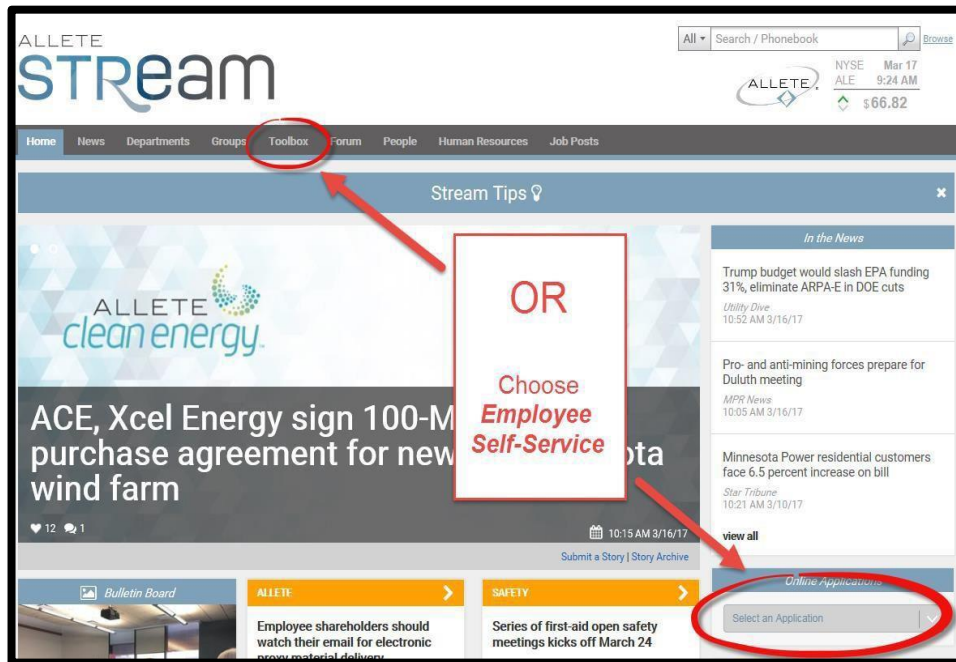 ALLETE
STReam
All
Search / Phonebook
Browse
ALLETE
NYSE Mar 17
ALE 9:24 AM
$66.82
Home News Departments Groups Toolbox Forum People Human Resources Job Posts
Stream Tips
ALLETE
clean energy
ACE, Xcel Energy sign 100-M
purchase agreement for new ota
wind farm
12 1
10:15 AM 3/16/17
Submit a Story | Story Archive
OR
Choose
Employee
Self-Service
In the News
Trump budget would slash EPA funding
31%, eliminate ARPA-E in DOE cuts
Utility Dive
10:52 AM 3/16/17
Pro- and anti-mining forces prepare for
Duluth meeting
MPR News
10:05 AM 3/16/17
Minnesota Power residential customers
face 6.5 percent increase on bill
Star Tribune
10:21 AM 3/10/17
view all
Online Applications
Select an Application
Bulletin Board
ALLETE
Employee shareholders should
watch their email for electronic
proxy material delivery
SAFETY
Series of first-aid open safety
meetings kicks off March 24